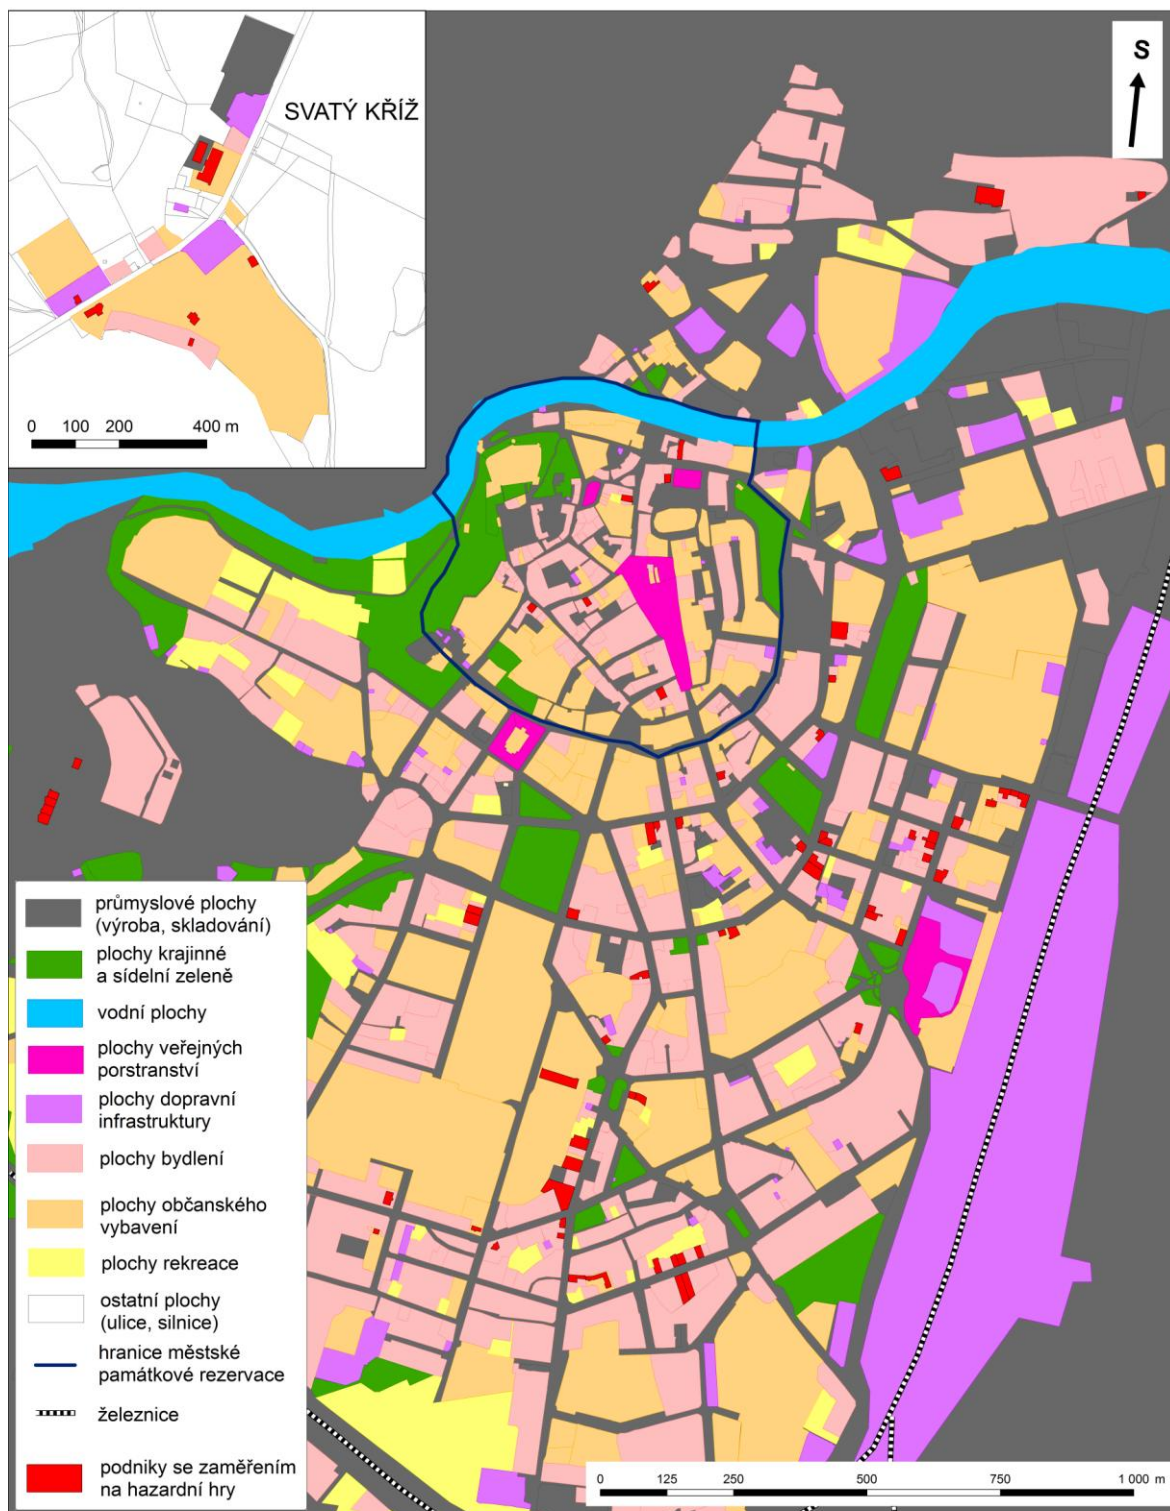 SVATÝ KŘÍŽ
0 100 200 400 m
S
průmyslové plochy
(výroba, skladování)
plochy krajinné
a sídelní zeleně
vodní plochy
plochy veřejných
porstranství
plochy dopravní
infrastruktury
plochy bydlení
plochy občanského
vybavení
plochy rekreace
ostatní plochy
(ulice, silnice)
hranice městské
památkové rezervace
železnice
podniky se zaměřením
na hazardní hry
0 125 250 500 750 1 000 m